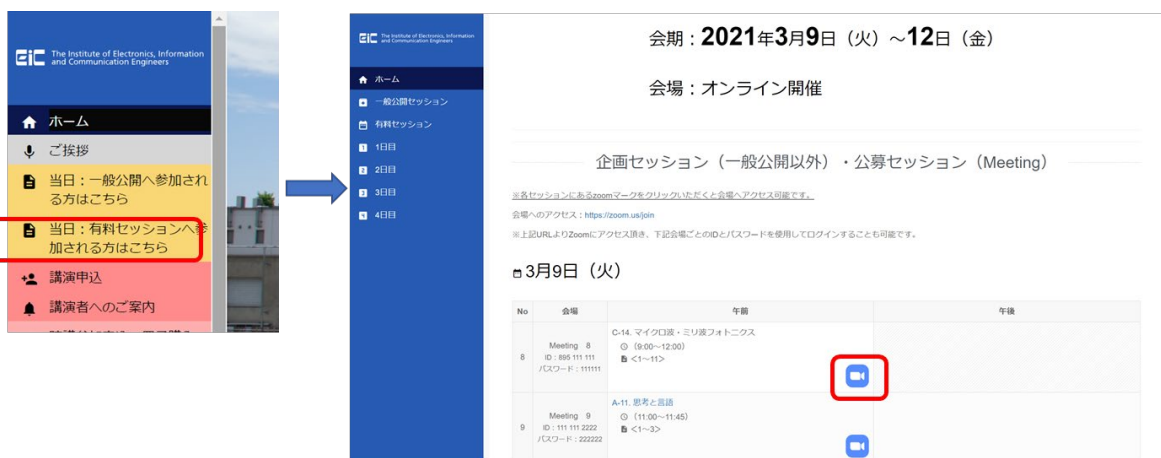 EiC The Institute of Electronics, Information
and Communication Engineers
ホーム
ご挨拶
当日：一般公開へ参加され
る方はこちら
当日：有料セッションへ参
加される方はこちら
講演申込
講演者へのご案内
EiC The Institute of Electronics, Information
and Communication Engineers
ホーム
一般公開セッション
有料セッション
1 1日目
2 2日目
3 3日目
4 4日目
会期：2021年3月9日（火）～12日（金）
会場：オンライン開催
企画セッション（一般公開以外）・公募セッション（Meeting）
※各セッションにあるzoomマークをクリックいただくと会場へアクセス可能です。
会場へのアクセス：https://zoom.us/join
※上記URLよりZoomにアクセス頂き、下記会場ごとのIDとパスワードを使用してログインすることも可能です。
3月9日（火）
No 会場 午前 午後
C-14. マイクロ波・ミリ波フォトニクス
（9:00～12:00）
<1～11>
8
Meeting 8
ID：895 111 111
パスワード：111111
A-11. 思考と言語
（11:00～11:45）
<1～3>
9
Meeting 9
ID：111 111 2222
パスワード：222222